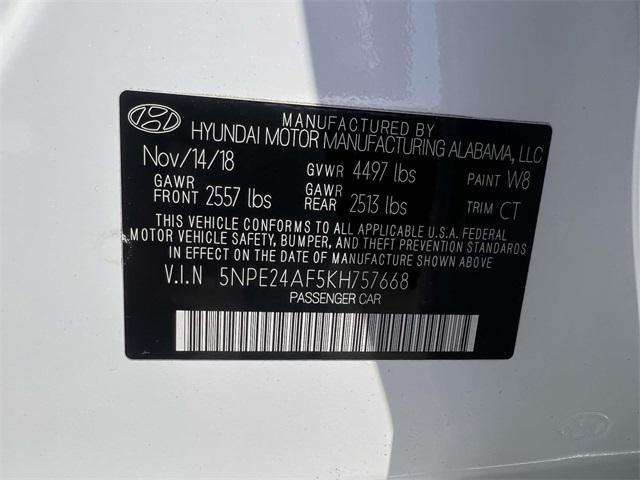 MANUFACTURED BY
HYUNDAI MOTOR MANUFACTURING ALABAMA, LLC
Nov/14/18 GVWR 4497 lbs PAINT W8
GAWR FRONT 2557 lbs GAWR REAR 2513 lbs TRIM CT
THIS VEHICLE CONFORMS TO ALL APPLICABLE U.S.A. FEDERAL
MOTOR VEHICLE SAFETY, BUMPER, AND THEFT PREVENTION STANDARDS
IN EFFECT ON THE DATE OF MANUFACTURE SHOWN ABOVE.
V.I.N 5NPE24AF5KH757668
PASSENGER CAR